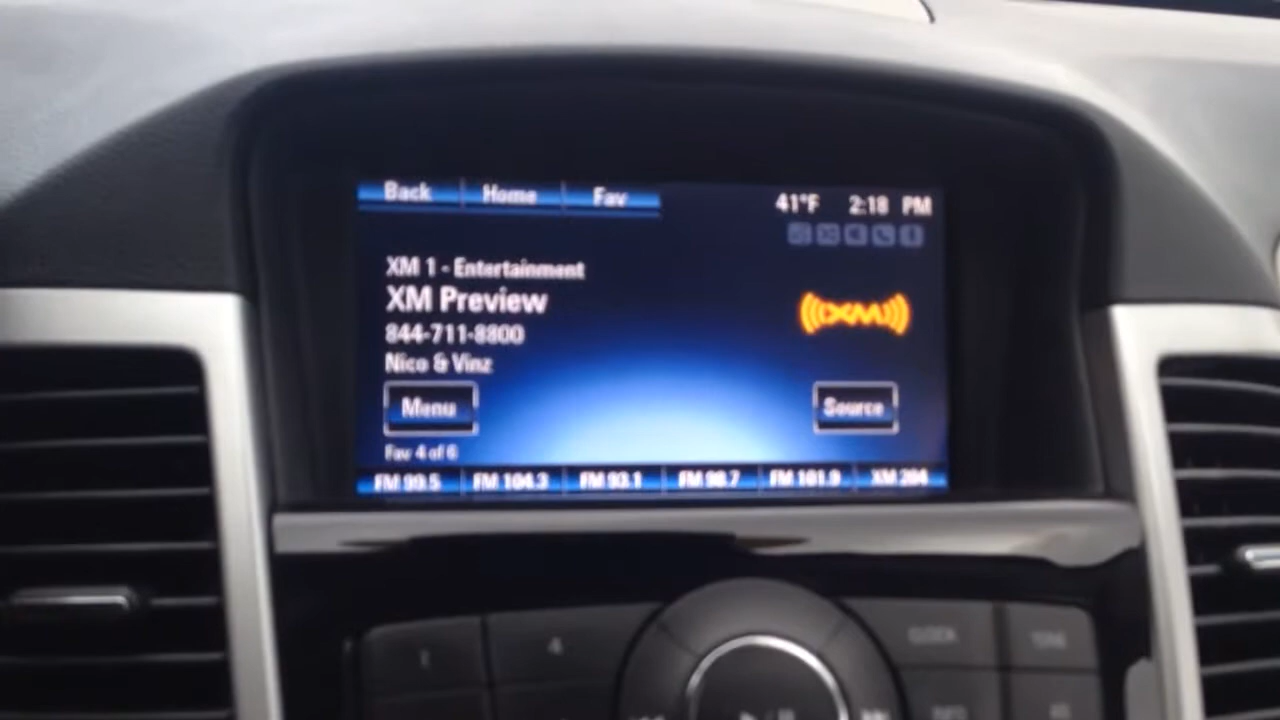 Back Home Fav
41°F 2:18 PM
XM 1 - Entertainment
XM Preview
844-711-8800
Nico & Vinz
((XM))
Menu
Source
Fav 4 of 6
FM 99.5 FM 104.3 FM 93.1 FM 98.7 FM 101.9 XM 204
1 4 CLOCK